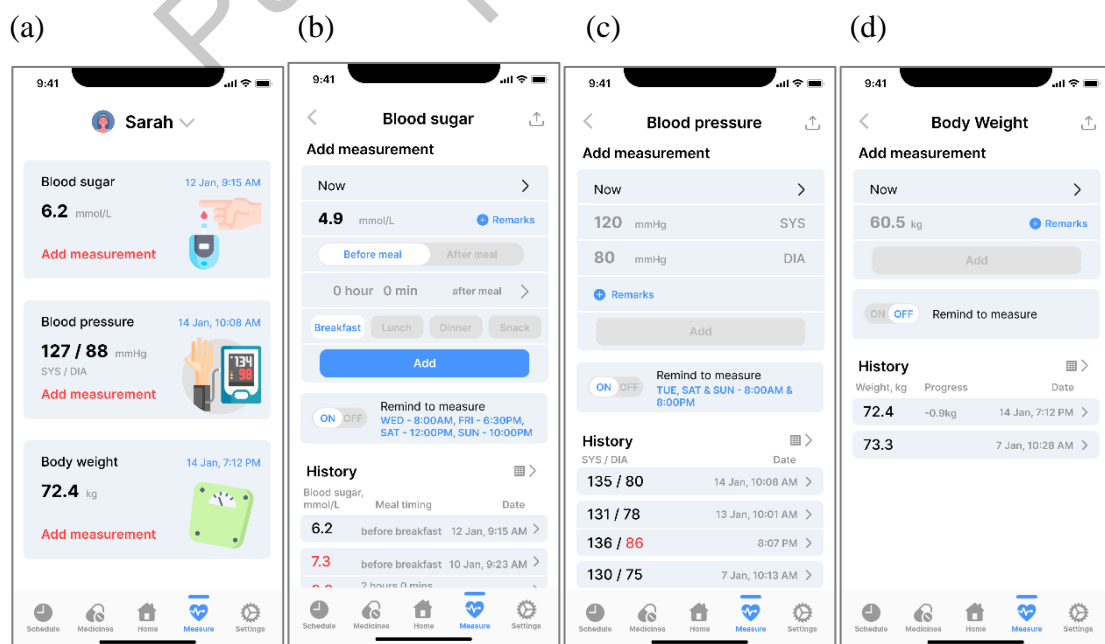 (a)
(b)
(c)
(d)
9:41
Sarah
Blood sugar
12 Jan, 9:15 AM
6.2 mmol/L
Add measurement
Blood pressure
14 Jan, 10:08 AM
127 / 88 mmHg
SYS / DIA
134
98
Add measurement
Body weight
14 Jan, 7:12 PM
72.4 kg
Add measurement
Schedule Medicines Home Measure Settings
9:41
Blood sugar
Add measurement
Now
4.9 mmol/L Remarks
Before meal After meal
0 hour 0 min after meal
Breakfast Lunch Dinner Snack
Add
ON OFF
Remind to measure
WED - 8:00AM, FRI - 6:30PM,
SAT - 12:00PM, SUN - 10:00PM
History
Blood sugar,
mmol/L Meal timing Date
6.2 before breakfast 12 Jan, 9:15 AM
7.3 before breakfast 10 Jan, 9:23 AM
2 hours 0 mins
Schedule Medicines Home Measure Settings
9:41
Blood pressure
Add measurement
Now
120 mmHg SYS
80 mmHg DIA
Remarks
Add
ON OFF
Remind to measure
TUE, SAT & SUN - 8:00AM &
8:00PM
History
SYS / DIA Date
135 / 80 14 Jan, 10:08 AM
131 / 78 13 Jan, 10:01 AM
136 / 86 8:07 PM
130 / 75 7 Jan, 10:13 AM
Schedule Medicines Home Measure Settings
9:41
Body Weight
Add measurement
Now
60.5 kg Remarks
Add
ON OFF Remind to measure
History
Weight, kg Progress Date
72.4 -0.9kg 14 Jan, 7:12 PM
73.3 7 Jan, 10:28 AM
Schedule Medicines Home Measure Settings